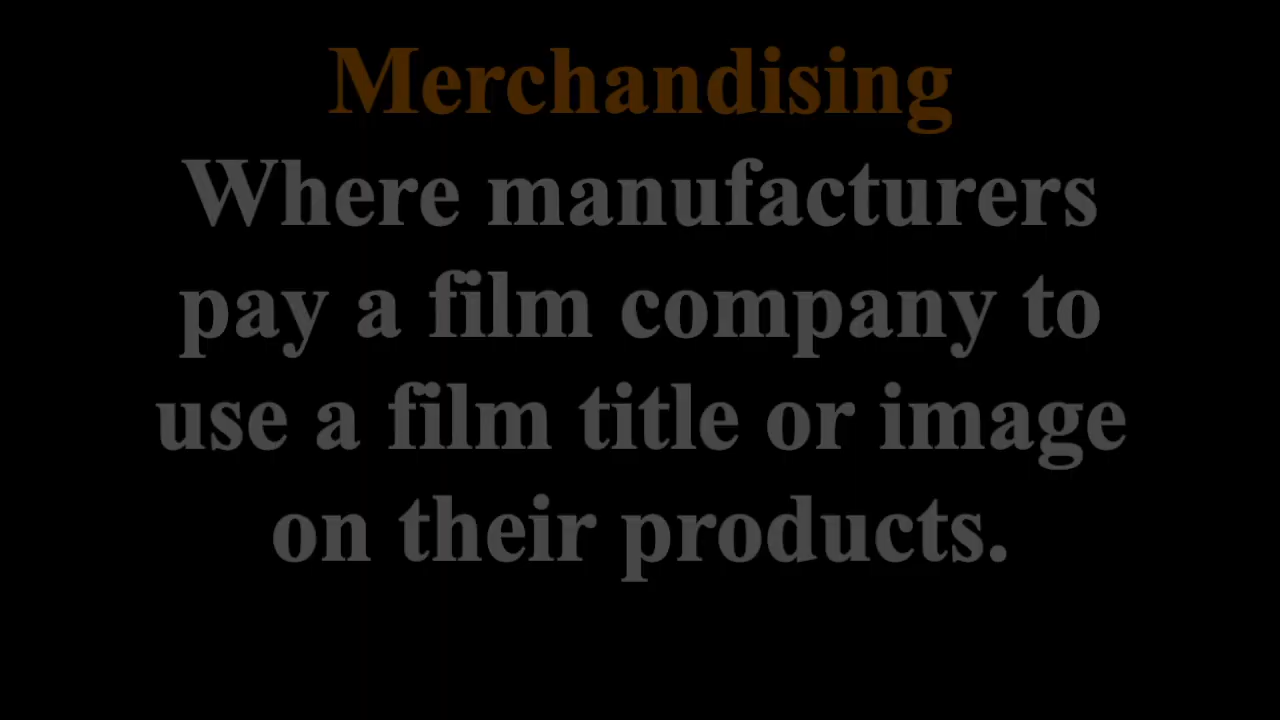 Merchandising
Where manufacturers
pay a film company to
use a film title or image
on their products.